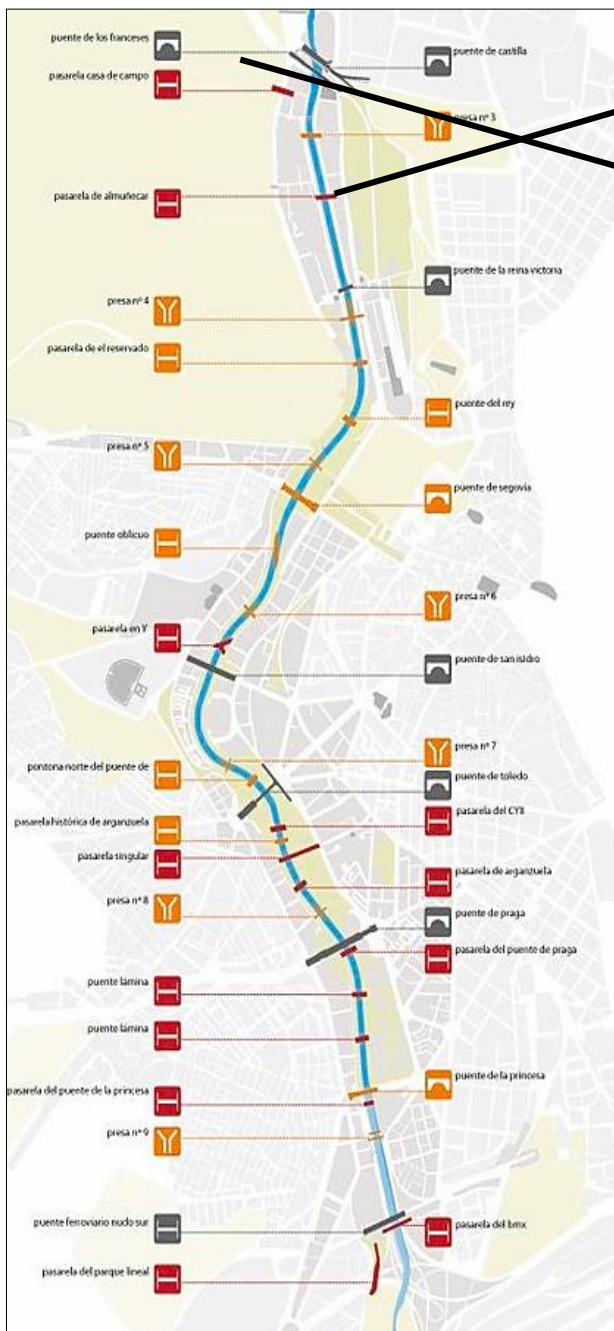 puente de los franceses
puente de castilla
pasarela casa de campo
presa nº 3
pasarela de almuñecar
puente de la reina victoria
presa nº 4
pasarela de el reservado
puente del rey
presa nº 5
puente de segovia
puente oblicuo
presa nº 6
pasarela en Y
puente de san isidro
presa nº 7
pontona norte del puente de
puente de toledo
pasarela del CYII
pasarela histórica de arganzuela
pasarela singular
pasarela de arganzuela
presa nº 8
puente de praga
pasarela del puente de praga
puente lámina
puente lámina
puente de la princesa
pasarela del puente de la princesa
presa nº 9
puente ferroviario nudo sur
pasarela del bmx
pasarela del parque lineal